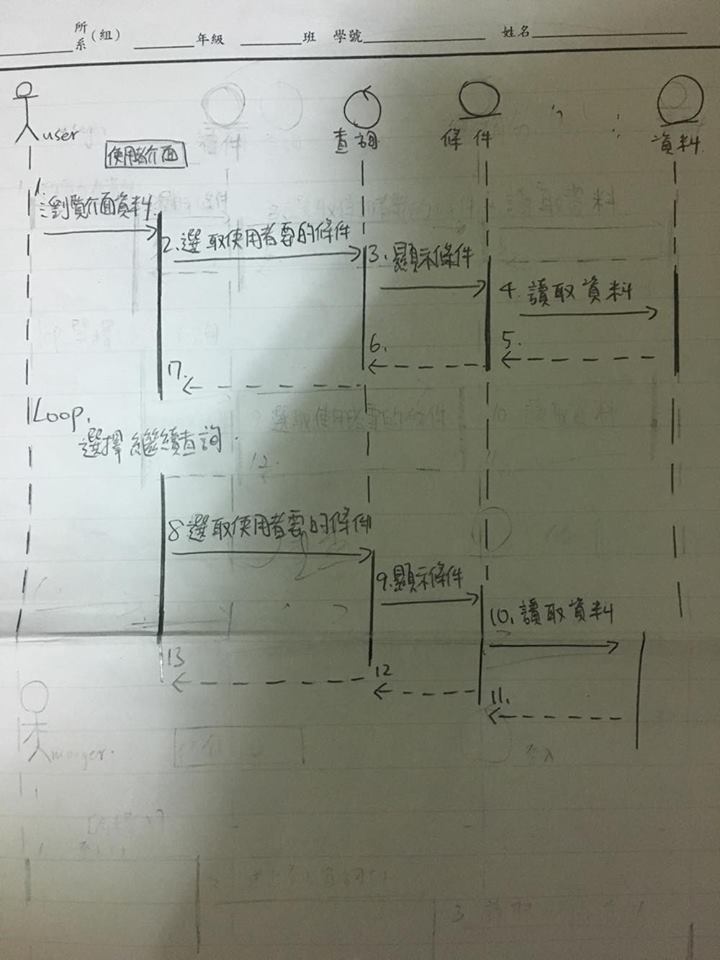 所
系(組) 年級 班 學號 姓名
user
使用者介面
查詢
條件
資料
1.
瀏覽介面資料
2.選取使用者要的條件
3.顯示條件
4.讀取資料
5.
6.
7.
Loop.
選擇繼續查詢.
8選取使用者要的條件
9.顯示條件
10.讀取資料
11.
12
13